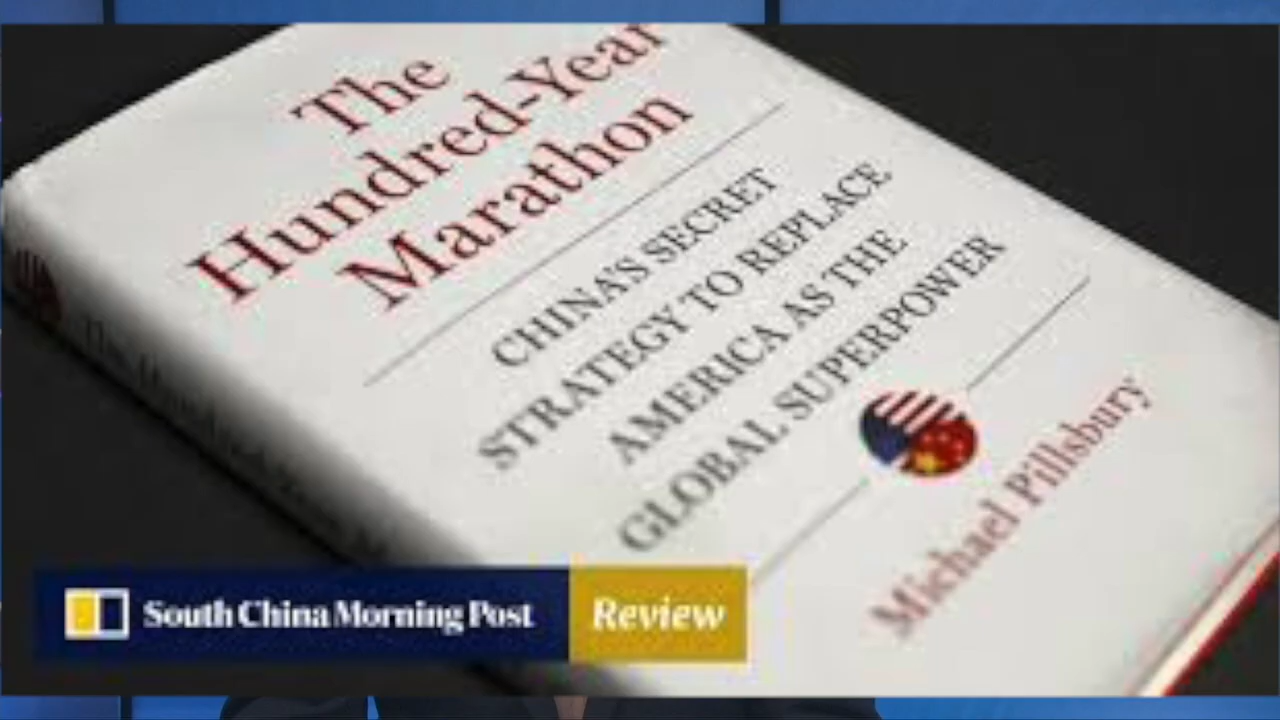 The
Hundred-Year
Marathon
CHINA'S SECRET
STRATEGY TO REPLACE
AMERICA AS THE
GLOBAL SUPERPOWER
Michael Pillsbury
South China Morning Post
Review